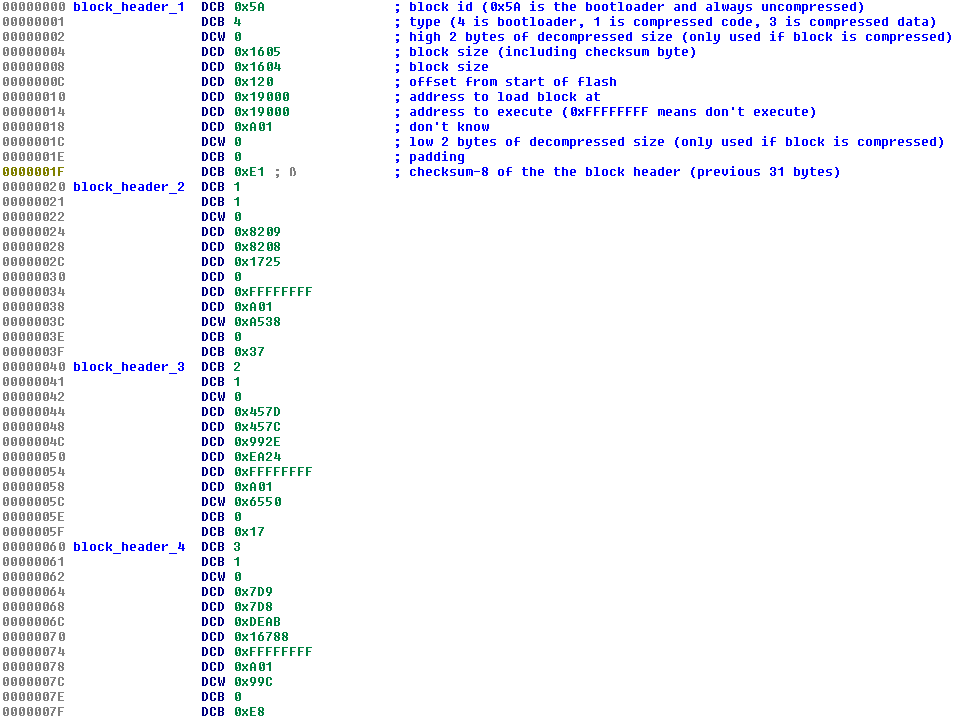 00000000 block_header_1 DCB 0x5A ; block id (0x5A is the bootloader and always uncompressed)
00000001 DCB 4 ; type (4 is bootloader, 1 is compressed code, 3 is compressed data)
00000002 DCW 0 ; high 2 bytes of decompressed size (only used if block is compressed)
00000004 DCD 0x1605 ; block size (including checksum byte)
00000008 DCD 0x1604 ; block size
0000000C DCD 0x120 ; offset from start of flash
00000010 DCD 0x19000 ; address to load block at
00000014 DCD 0x19000 ; address to execute (0xFFFFFFFF means don't execute)
00000018 DCD 0xA01 ; don't know
0000001C DCW 0 ; low 2 bytes of decompressed size (only used if block is compressed)
0000001E DCB 0 ; padding
0000001F DCB 0xE1 ; ß ; checksum-8 of the the block header (previous 31 bytes)
00000020 block_header_2 DCB 1
00000021 DCB 1
00000022 DCW 0
00000024 DCD 0x8209
00000028 DCD 0x8208
0000002C DCD 0x1725
00000030 DCD 0
00000034 DCD 0xFFFFFFFF
00000038 DCD 0xA01
0000003C DCW 0xA538
0000003E DCB 0
0000003F DCB 0x37
00000040 block_header_3 DCB 2
00000041 DCB 1
00000042 DCW 0
00000044 DCD 0x457D
00000048 DCD 0x457C
0000004C DCD 0x992E
00000050 DCD 0xEA24
00000054 DCD 0xFFFFFFFF
00000058 DCD 0xA01
0000005C DCW 0x6550
0000005E DCB 0
0000005F DCB 0x17
00000060 block_header_4 DCB 3
00000061 DCB 1
00000062 DCW 0
00000064 DCD 0x7D9
00000068 DCD 0x7D8
0000006C DCD 0xDEAB
00000070 DCD 0x16788
00000074 DCD 0xFFFFFFFF
00000078 DCD 0xA01
0000007C DCW 0x99C
0000007E DCB 0
0000007F DCB 0xE8